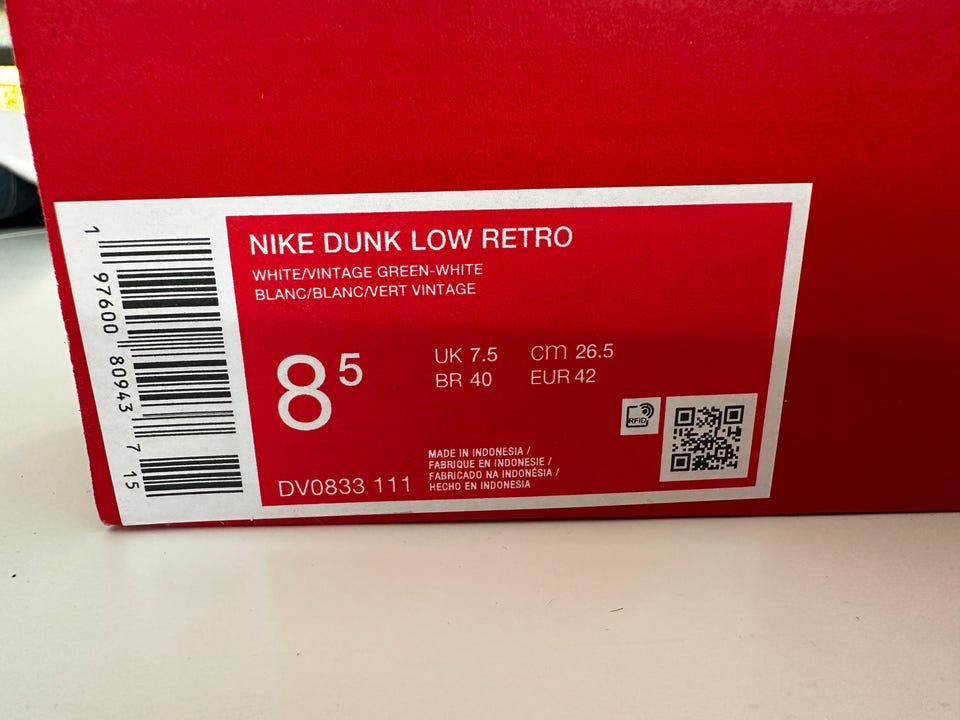 NIKE DUNK LOW RETRO
WHITE/VINTAGE GREEN-WHITE
BLANC/BLANC/VERT VINTAGE
8 5
UK 7.5 cm 26.5
BR 40 EUR 42
RFID
MADE IN INDONESIA /
FABRIQUE EN INDONESIE /
FABRICADO NA INDONÉSIA /
HECHO EN INDONESIA
DV0833 111
1 97600 80943 7 15